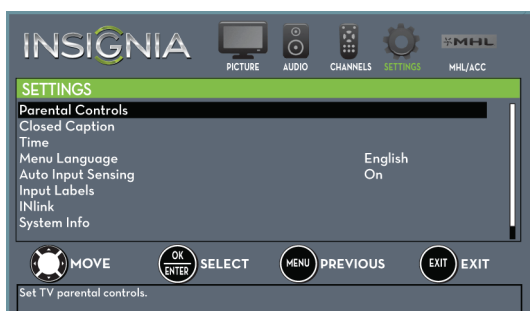 INSIGNIA
PICTURE AUDIO CHANNELS SETTINGS MHL MHL/ACC
SETTINGS
Parental Controls
Closed Caption
Time
Menu Language English
Auto Input Sensing On
Input Labels
INlink
System Info
MOVE OK ENTER SELECT MENU PREVIOUS EXIT EXIT
Set TV parental controls.